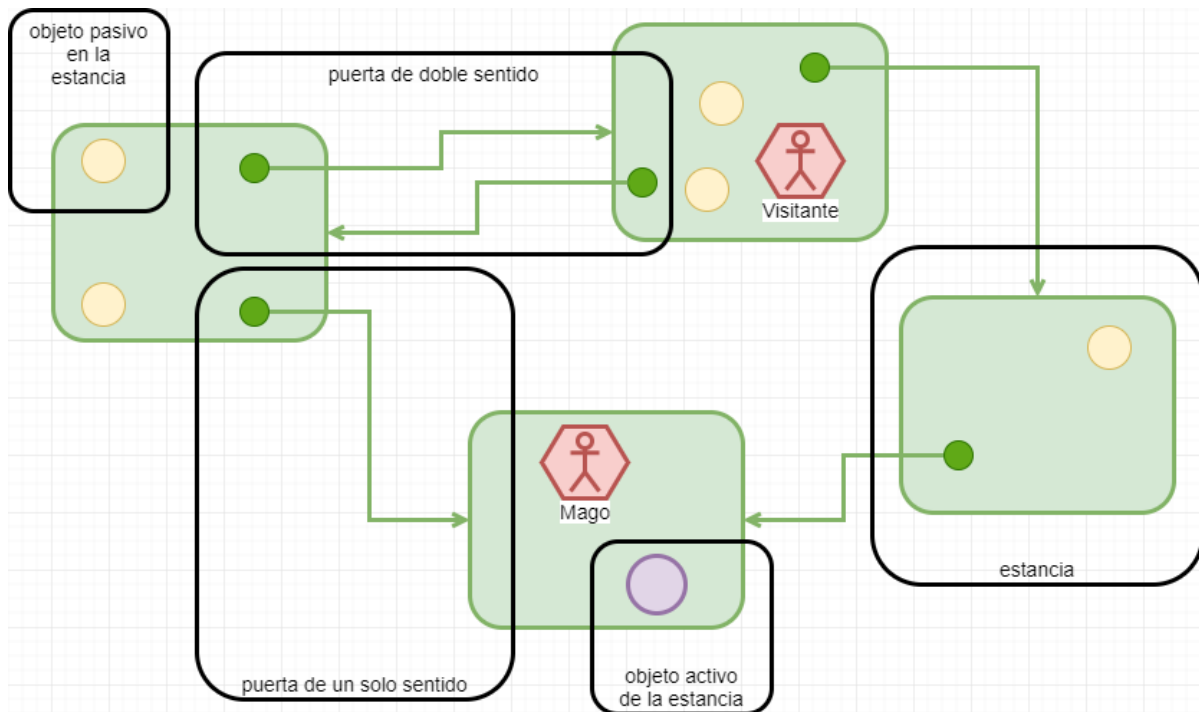 objeto pasivo
en la
estancia
puerta de doble sentido
Visitante
Mago
estancia
objeto activo
de la estancia
puerta de un solo sentido